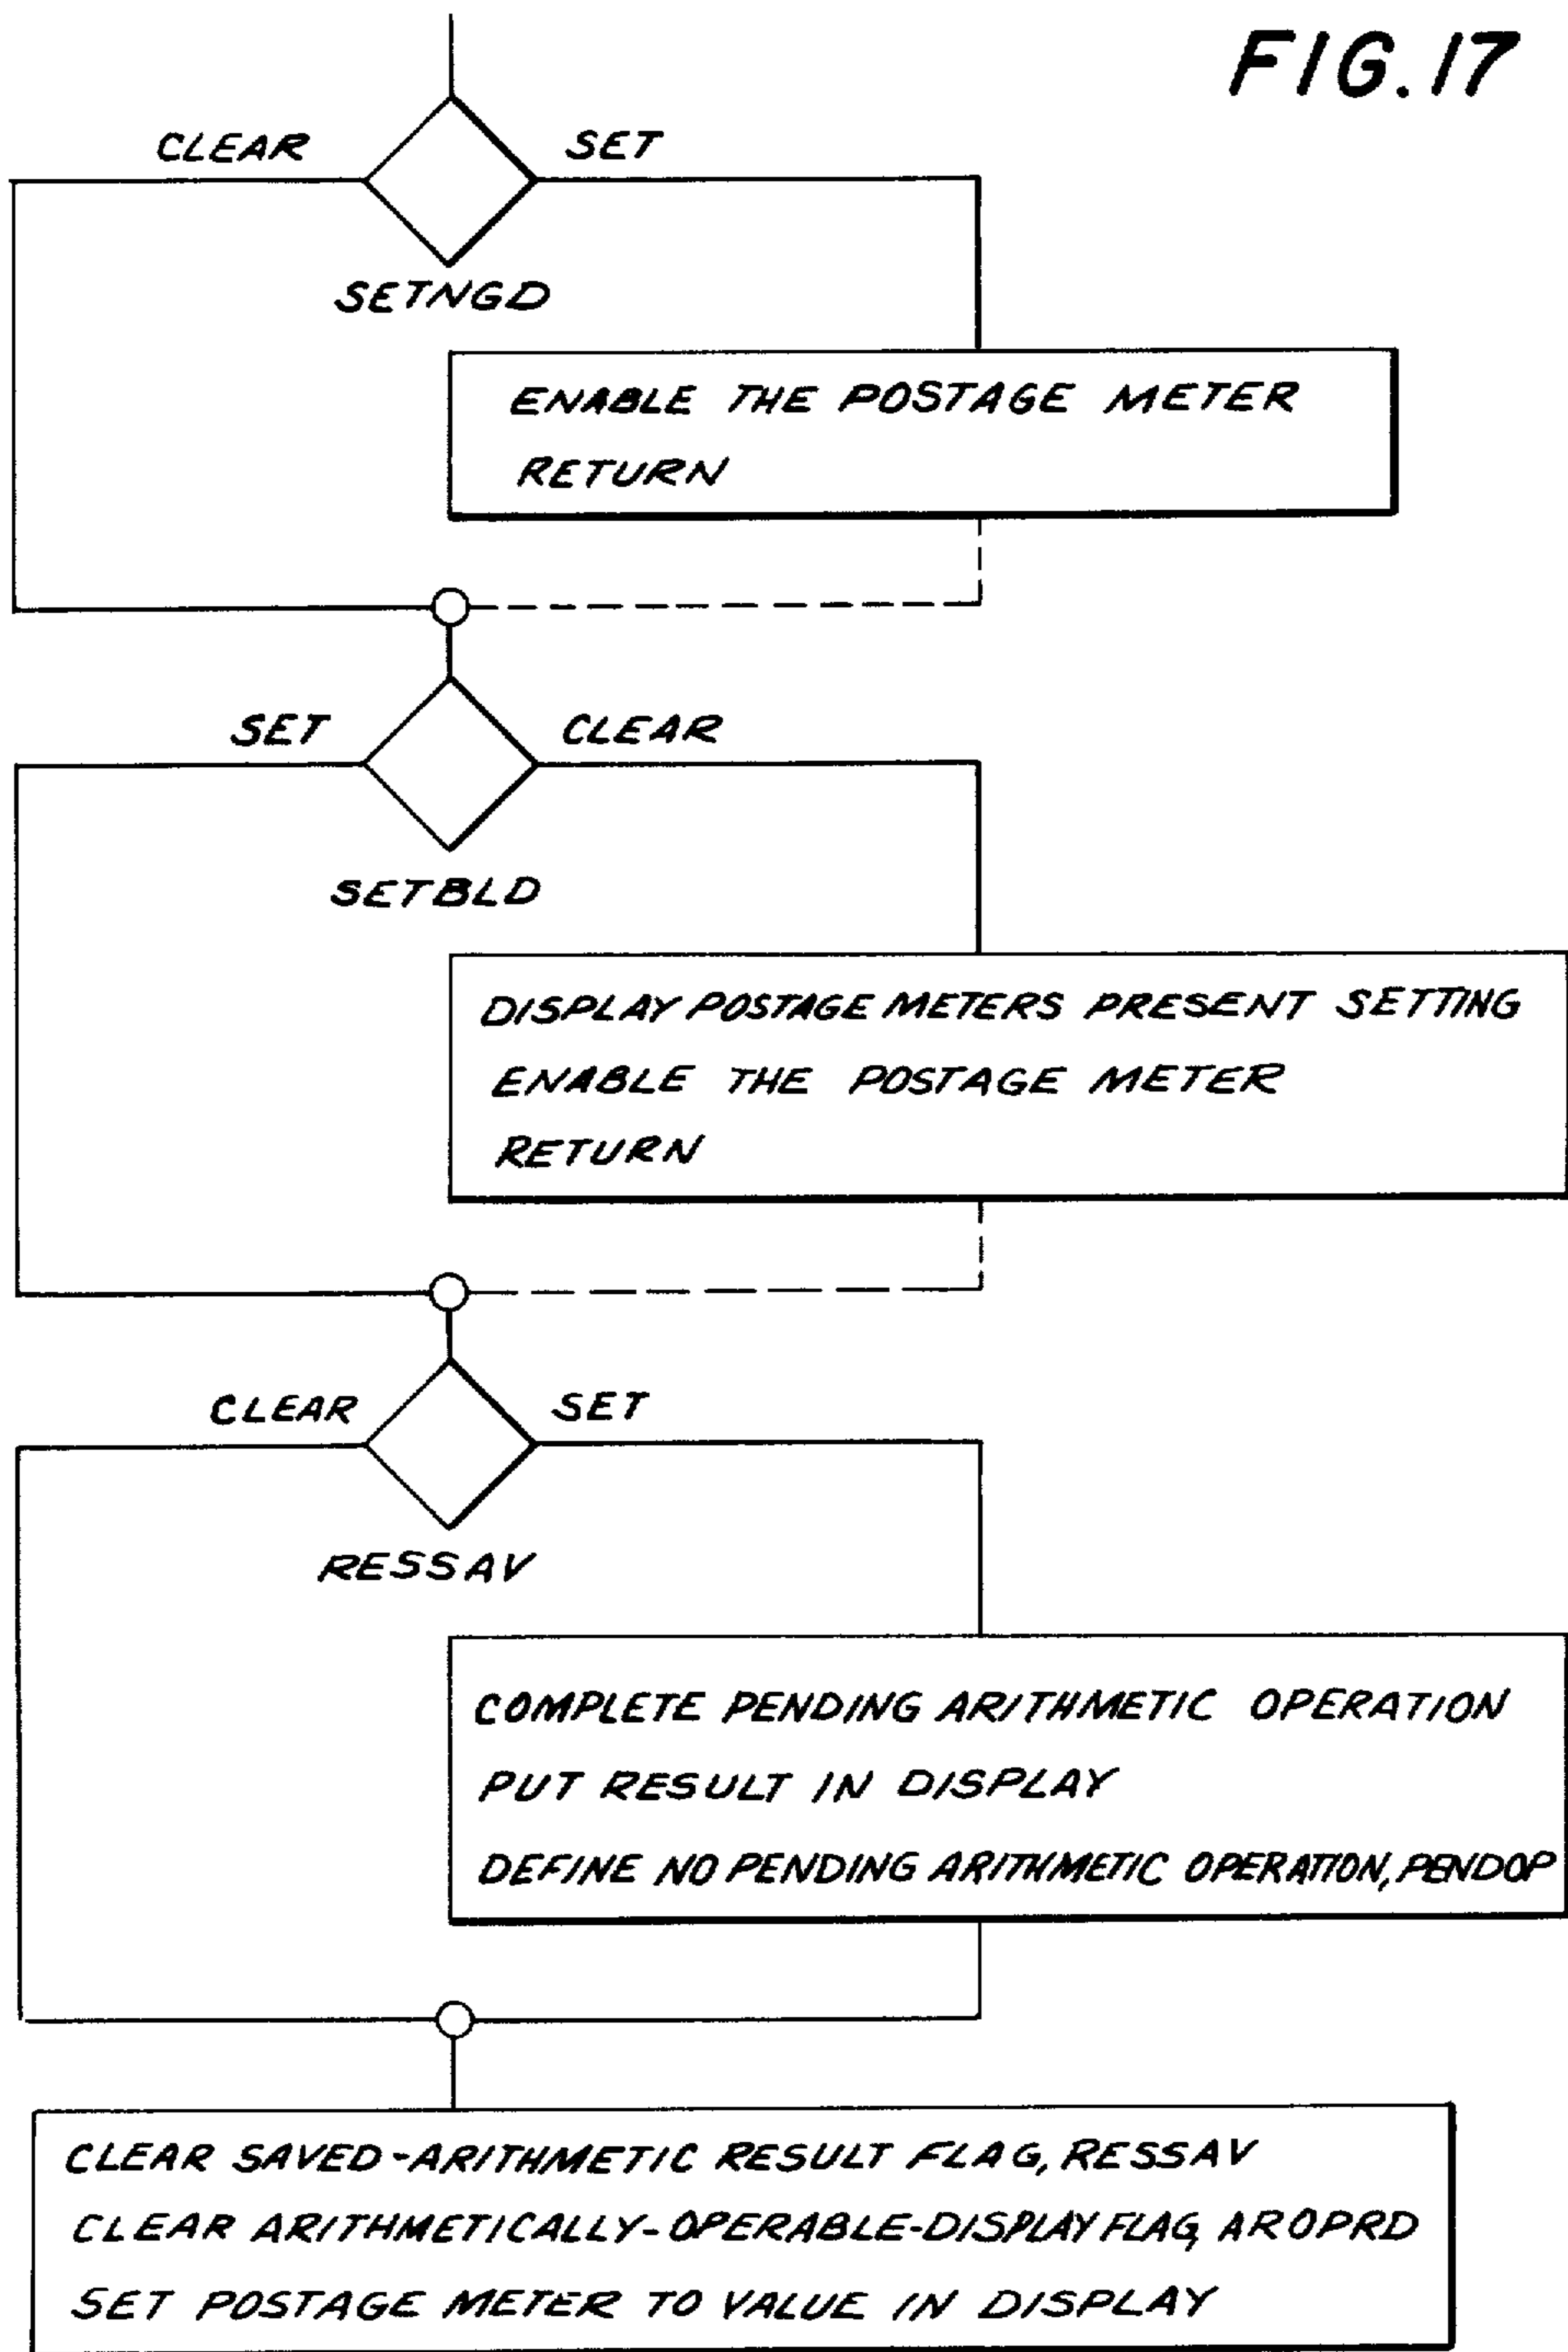 FIG. 17
CLEAR SET
SETNGD
ENABLE THE POSTAGE METER
RETURN
SET CLEAR
SETBLD
DISPLAY POSTAGE METERS PRESENT SETTING
ENABLE THE POSTAGE METER
RETURN
CLEAR SET
RESSAV
COMPLETE PENDING ARITHMETIC OPERATION
PUT RESULT IN DISPLAY
DEFINE NO PENDING ARITHMETIC OPERATION, PENDOP
CLEAR SAVED-ARITHMETIC RESULT FLAG, RESSAV
CLEAR ARITHMETICALLY-OPERABLE-DISPLAY FLAG, AROPRD
SET POSTAGE METER TO VALUE IN DISPLAY